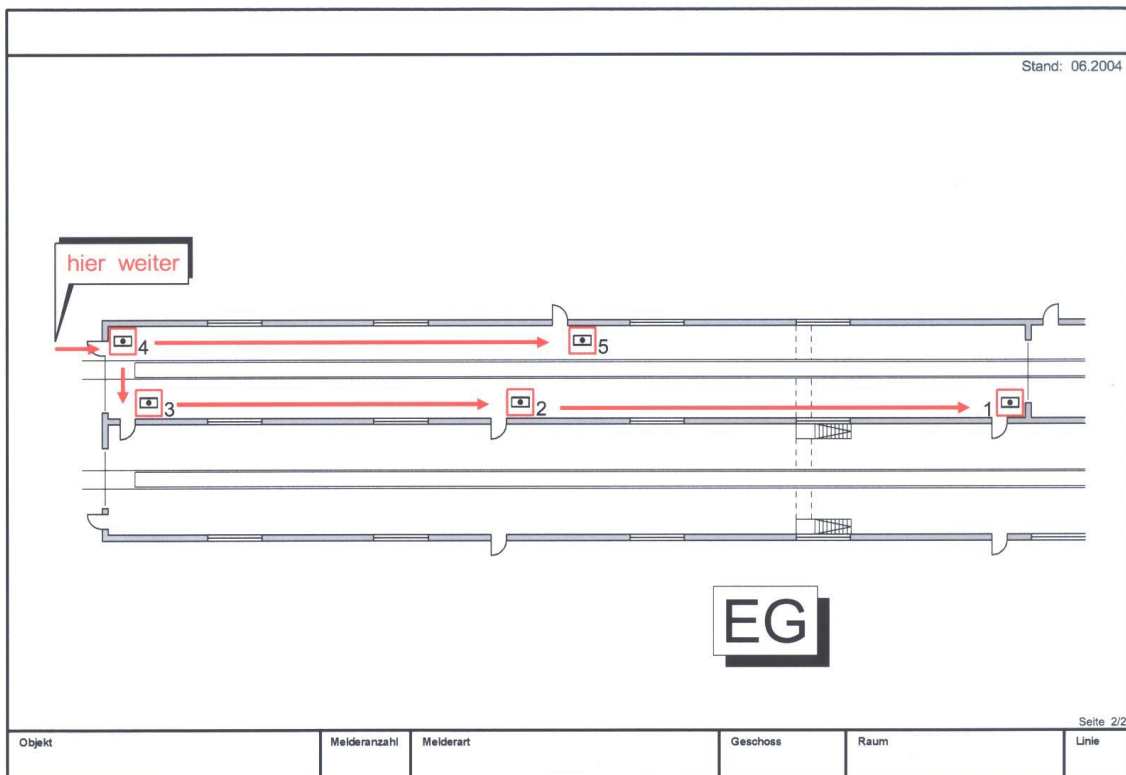 Stand: 06.2004
hier weiter
4
5
3
2
1
EG
Seite 2/2
Objekt
Melderanzahl
Melderart
Geschoss
Raum
Linie